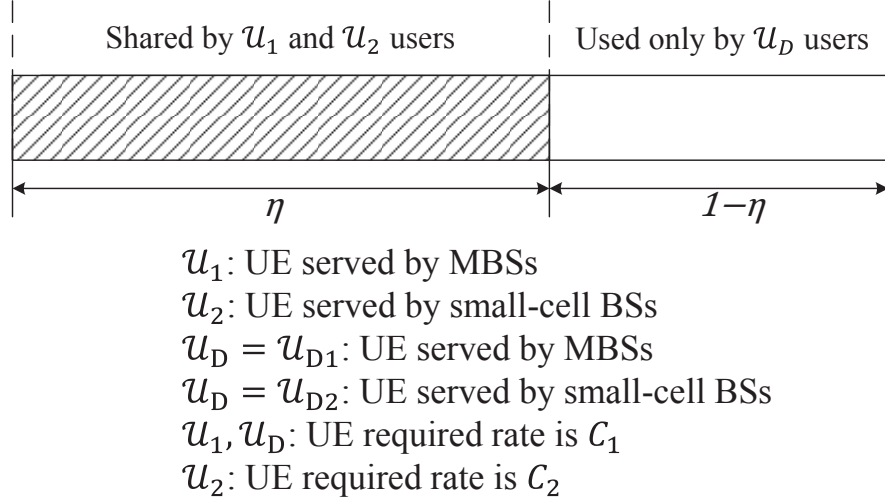 Shared by 𝒰₁ and 𝒰₂ users
Used only by 𝒰_D users
η
1−η
𝒰₁: UE served by MBSs
𝒰₂: UE served by small-cell BSs
𝒰_D = 𝒰_D1: UE served by MBSs
𝒰_D = 𝒰_D2: UE served by small-cell BSs
𝒰₁, 𝒰_D: UE required rate is C₁
𝒰₂: UE required rate is C₂